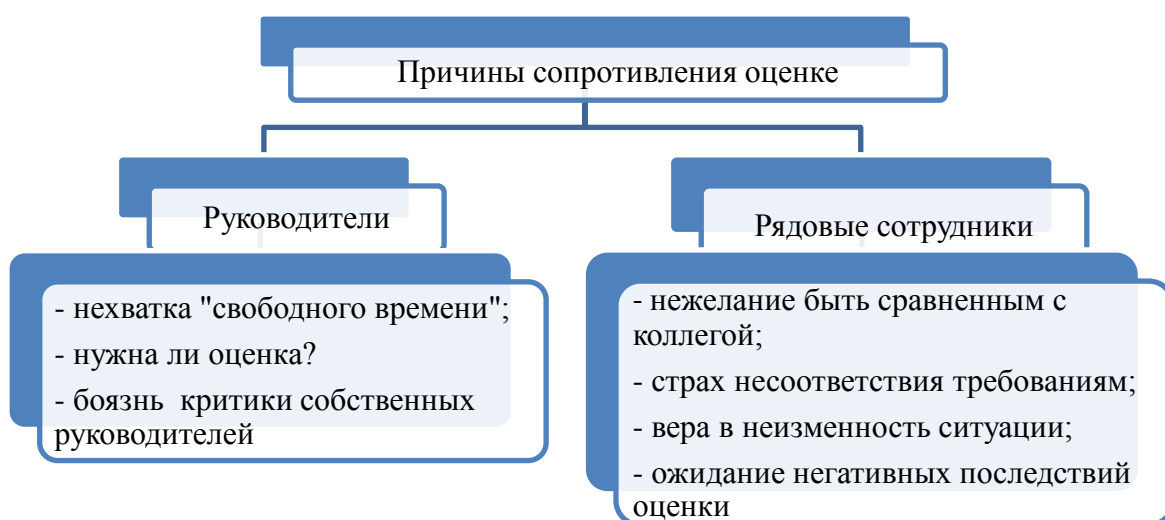 Причины сопротивления оценке
Руководители
- нехватка "свободного времени";
- нужна ли оценка?
- боязнь критики собственных
руководителей
Рядовые сотрудники
- нежелание быть сравненным с
коллегой;
- страх несоответствия требованиям;
- вера в неизменность ситуации;
- ожидание негативных последствий
оценки